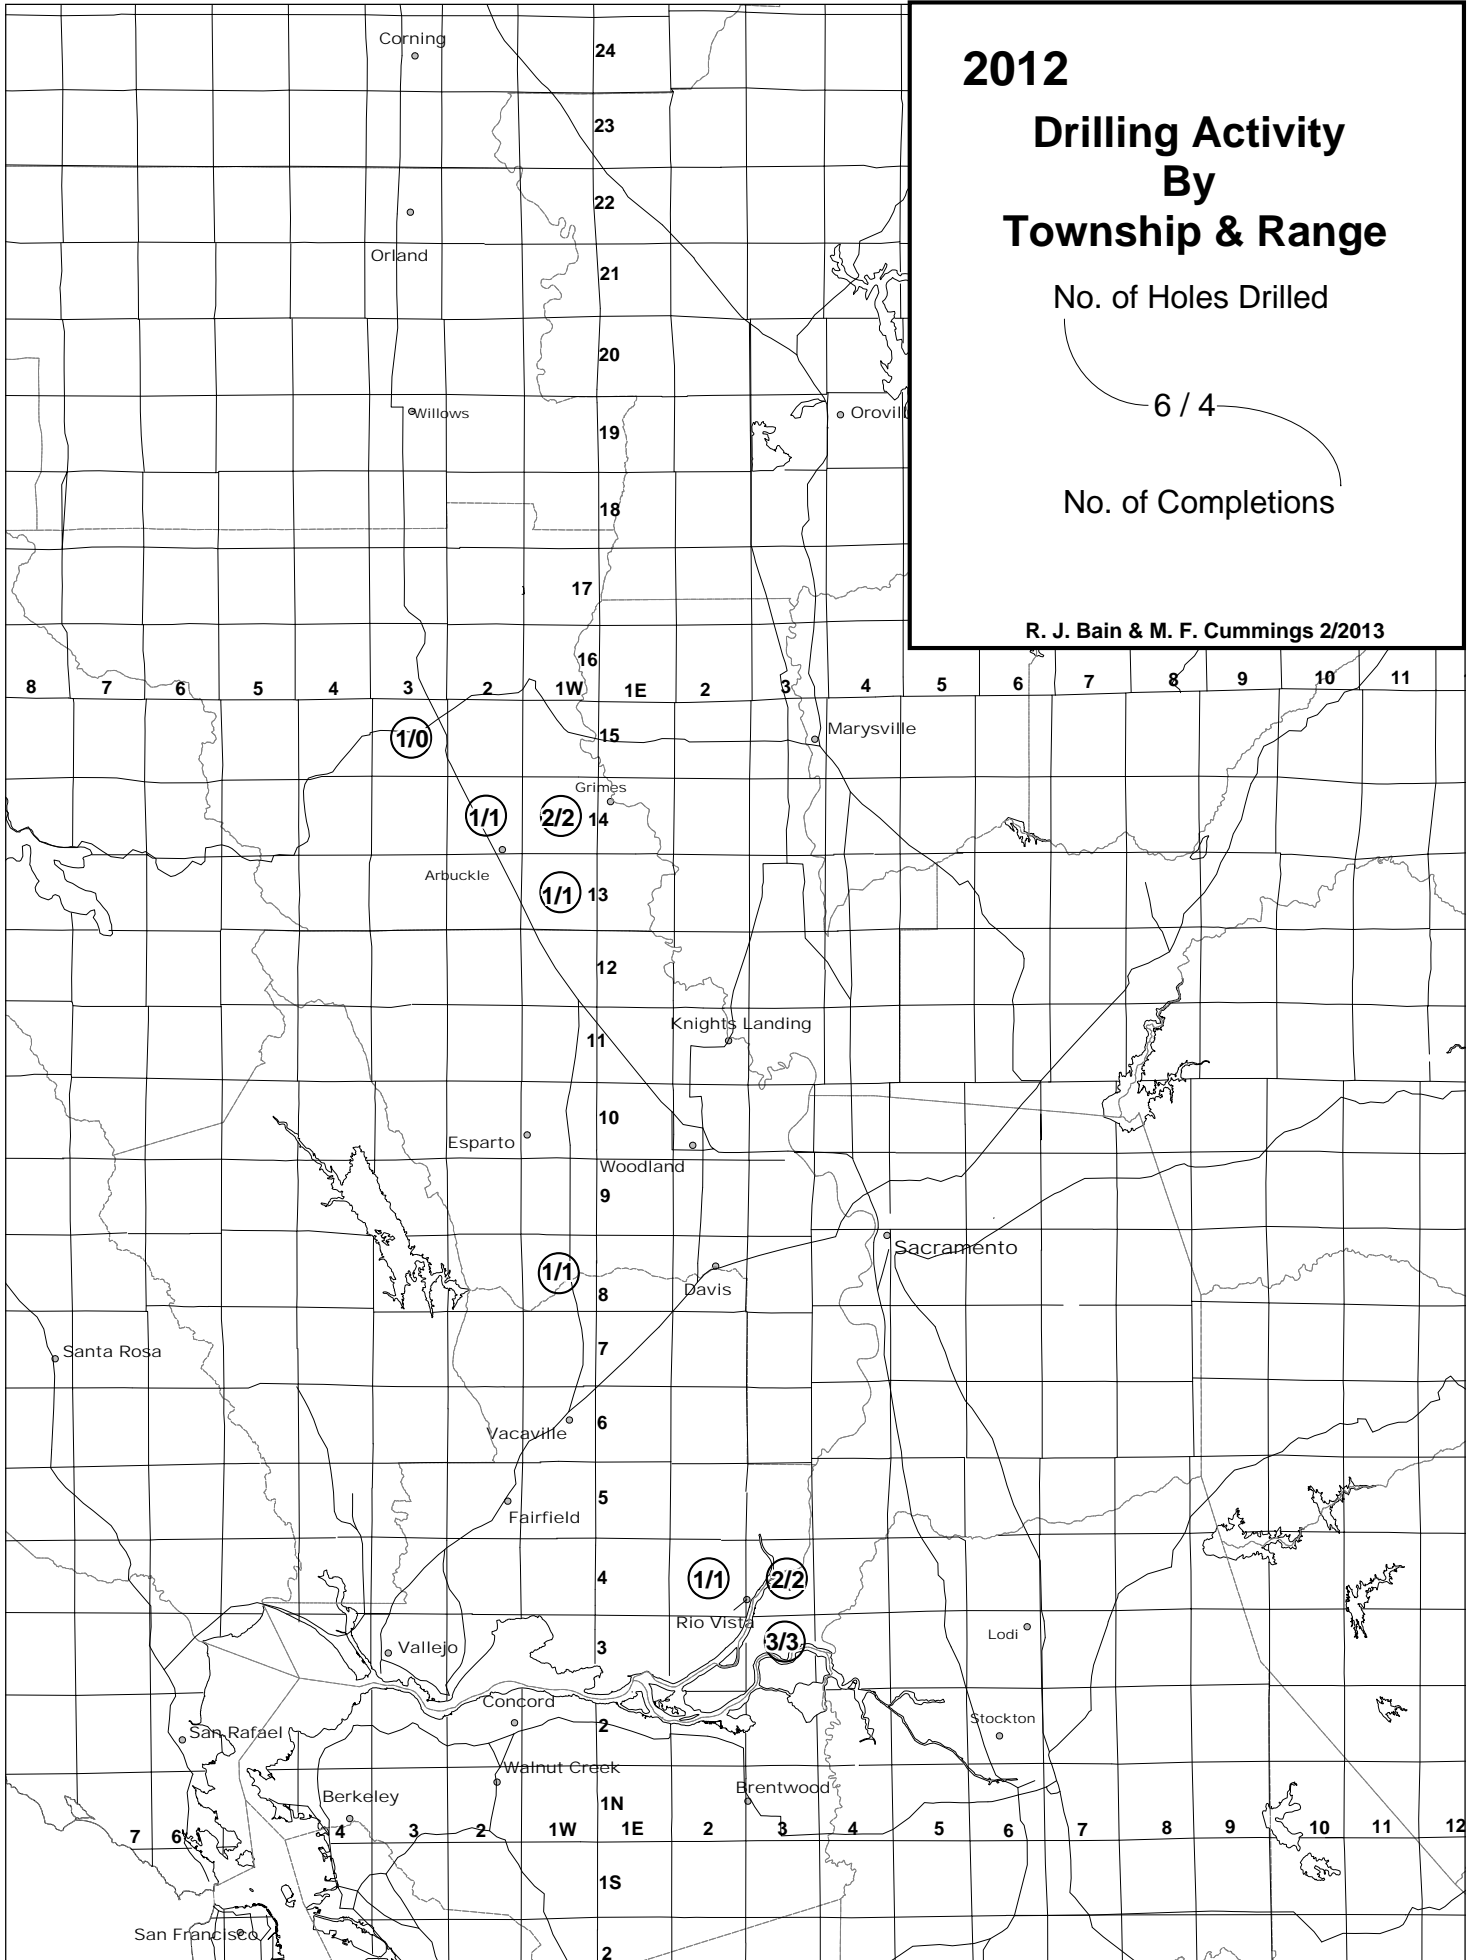 2012
Drilling Activity
By
Township & Range
No. of Holes Drilled
6 / 4
No. of Completions
R. J. Bain & M. F. Cummings 2/2013
Corning
24
23
22
Orland
21
20
Willows
Orovill
19
18
17
16
8 7 6 5 4 3 2 1W 1E 2 3 4 5 6 7 8 9 10 11
Marysville
1/0
15
Grimes
1/1
2/2
14
Arbuckle
1/1
13
12
Knights Landing
11
10
Esparto
Woodland
9
Sacramento
1/1
Davis
8
Santa Rosa
7
6
Vacaville
5
Fairfield
4
1/1
2/2
Rio Vista
Lodi
3/3
Vallejo
3
Concord
Stockton
2
San Rafael
Walnut Creek
Brentwood
Berkeley
1N
7 6 4 3 2 1W 1E 2 3 4 5 6 7 8 9 10 11 12
1S
San Francisco
2